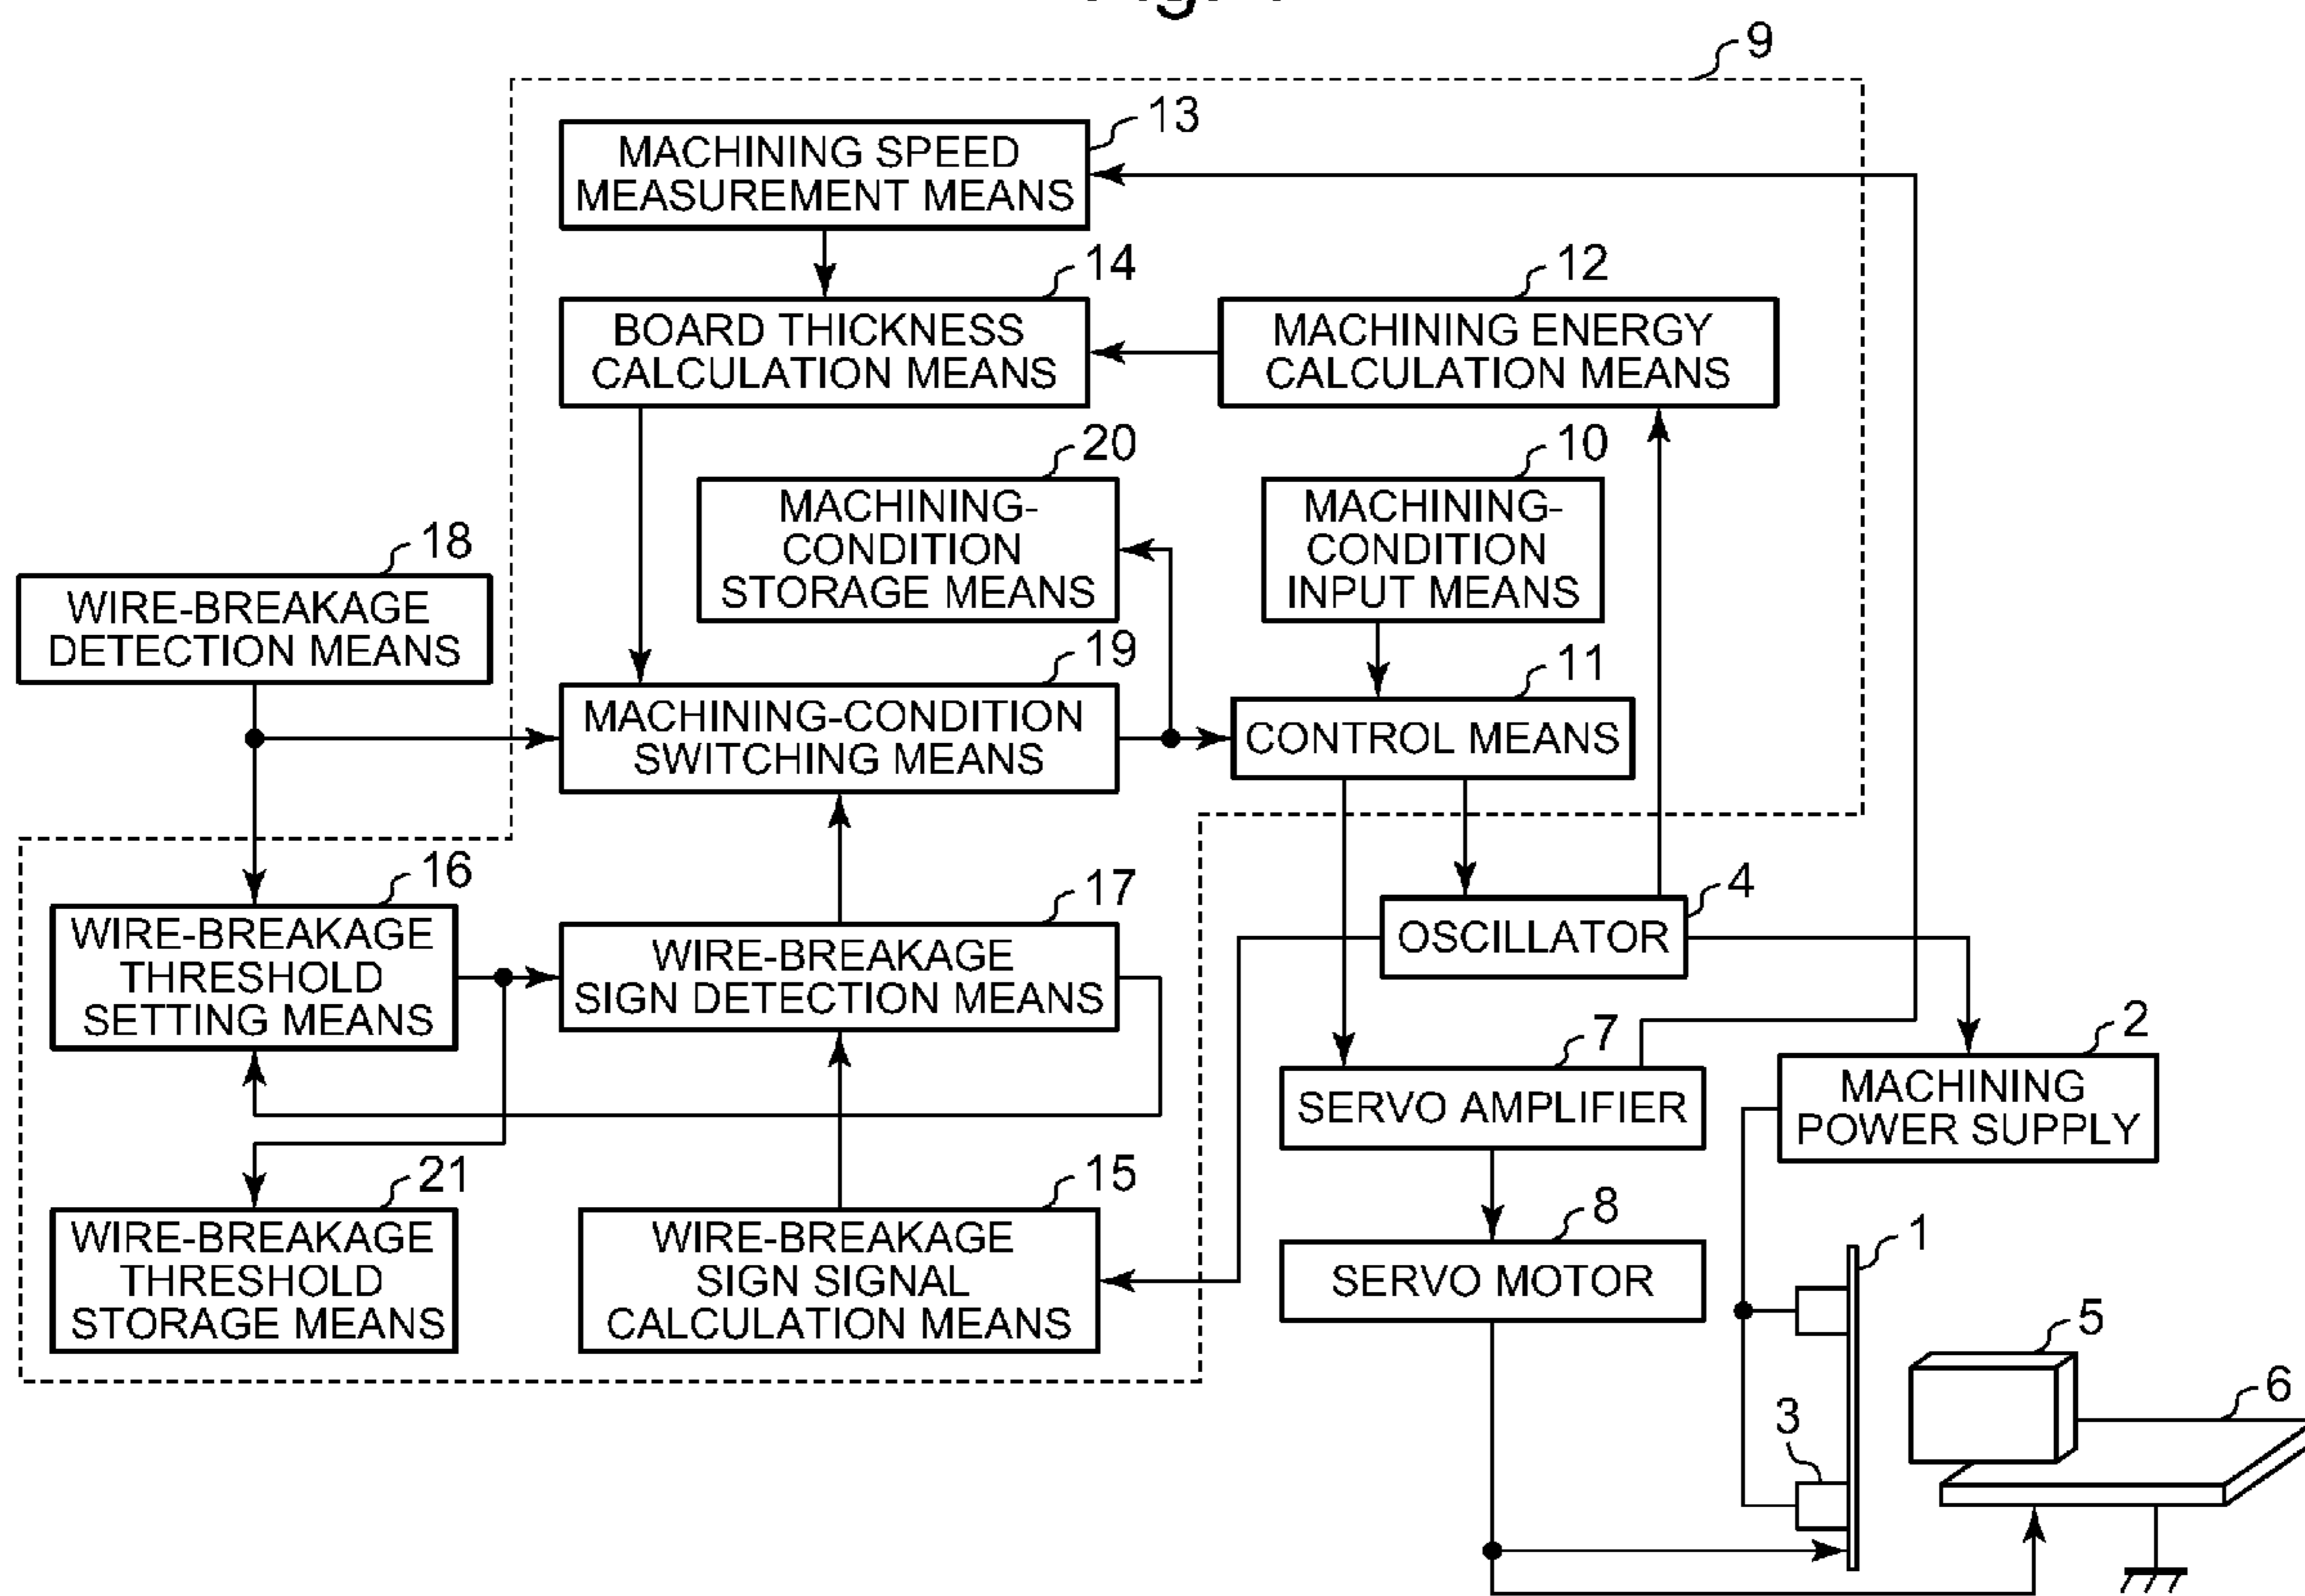 9
13
MACHINING SPEED
MEASUREMENT MEANS
14
BOARD THICKNESS
CALCULATION MEANS
12
MACHINING ENERGY
CALCULATION MEANS
20
MACHINING-
CONDITION
STORAGE MEANS
10
MACHINING-
CONDITION
INPUT MEANS
18
WIRE-BREAKAGE
DETECTION MEANS
19
MACHINING-CONDITION
SWITCHING MEANS
11
CONTROL MEANS
16
WIRE-BREAKAGE
THRESHOLD
SETTING MEANS
17
WIRE-BREAKAGE
SIGN DETECTION MEANS
4
OSCILLATOR
7
SERVO AMPLIFIER
2
MACHINING
POWER SUPPLY
21
WIRE-BREAKAGE
THRESHOLD
STORAGE MEANS
15
WIRE-BREAKAGE
SIGN SIGNAL
CALCULATION MEANS
8
SERVO MOTOR
1
5
6
3